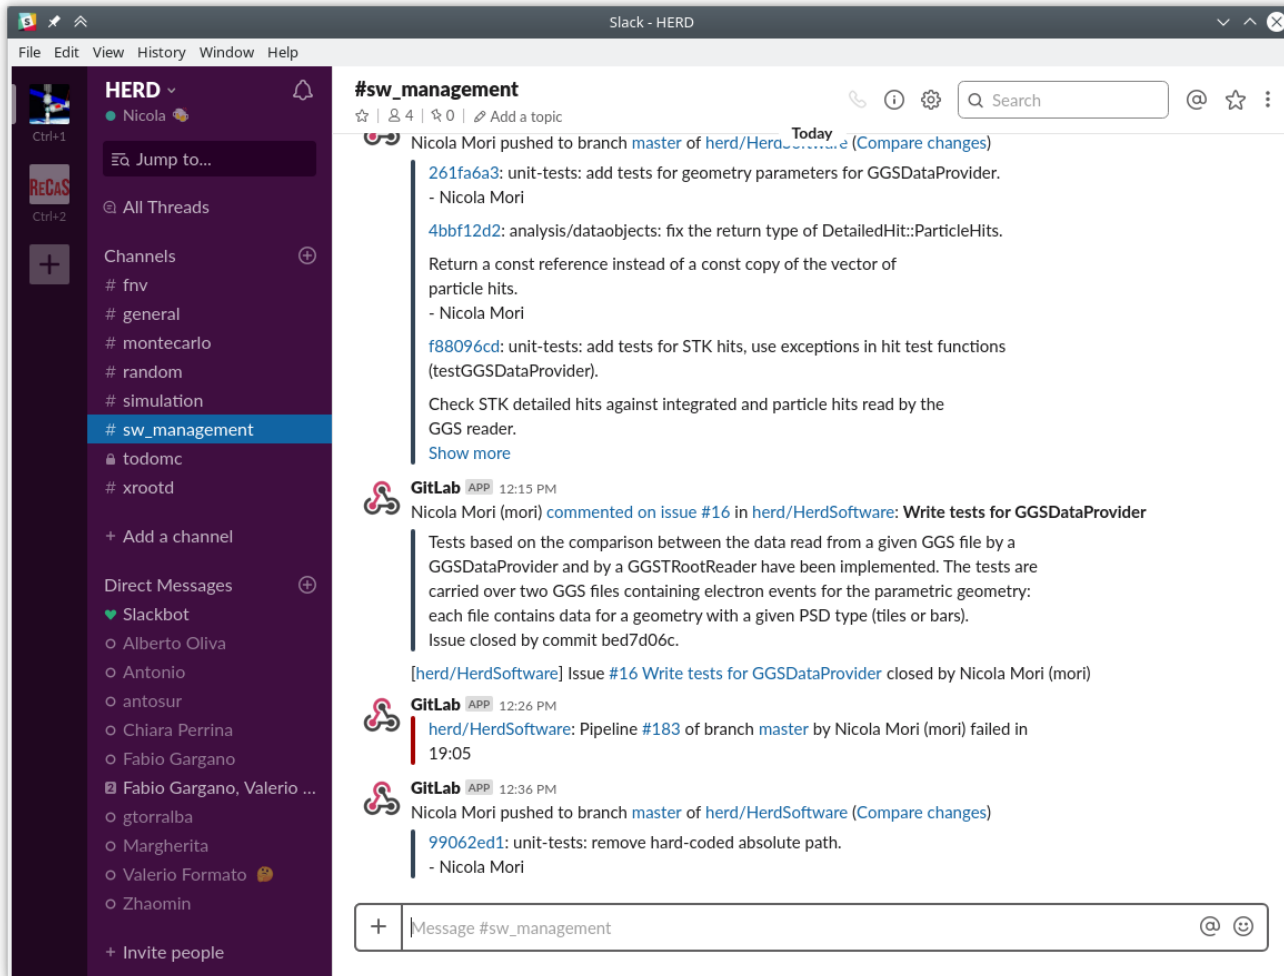 Slack - HERD
File Edit View History Window Help
Ctrl+1
ReCaS
Ctrl+2
HERD
Nicola
Jump to...
All Threads
Channels
# fnv
# general
# montecarlo
# random
# simulation
# sw_management
todomc
# xrootd
+ Add a channel
Direct Messages
Slackbot
Alberto Oliva
Antonio
antosur
Chiara Perrina
Fabio Gargano
2 Fabio Gargano, Valerio ...
gtorralba
Margherita
Valerio Formato
Zhaomin
+ Invite people
#sw_management
4 | 0 | Add a topic
Search
Today
Nicola Mori pushed to branch master of herd/HerdSoftware (Compare changes)
261fa6a3: unit-tests: add tests for geometry parameters for GGSDataProvider.
- Nicola Mori
4bbf12d2: analysis/dataobjects: fix the return type of DetailedHit::ParticleHits.
Return a const reference instead of a const copy of the vector of
particle hits.
- Nicola Mori
f88096cd: unit-tests: add tests for STK hits, use exceptions in hit test functions
(testGGSDataProvider).
Check STK detailed hits against integrated and particle hits read by the
GGS reader.
Show more
GitLab APP 12:15 PM
Nicola Mori (mori) commented on issue #16 in herd/HerdSoftware: Write tests for GGSDataProvider
Tests based on the comparison between the data read from a given GGS file by a
GGSDataProvider and by a GGSTRootReader have been implemented. The tests are
carried over two GGS files containing electron events for the parametric geometry:
each file contains data for a geometry with a given PSD type (tiles or bars).
Issue closed by commit bed7d06c.
[herd/HerdSoftware] Issue #16 Write tests for GGSDataProvider closed by Nicola Mori (mori)
GitLab APP 12:26 PM
herd/HerdSoftware: Pipeline #183 of branch master by Nicola Mori (mori) failed in
19:05
GitLab APP 12:36 PM
Nicola Mori pushed to branch master of herd/HerdSoftware (Compare changes)
99062ed1: unit-tests: remove hard-coded absolute path.
- Nicola Mori
Message #sw_management